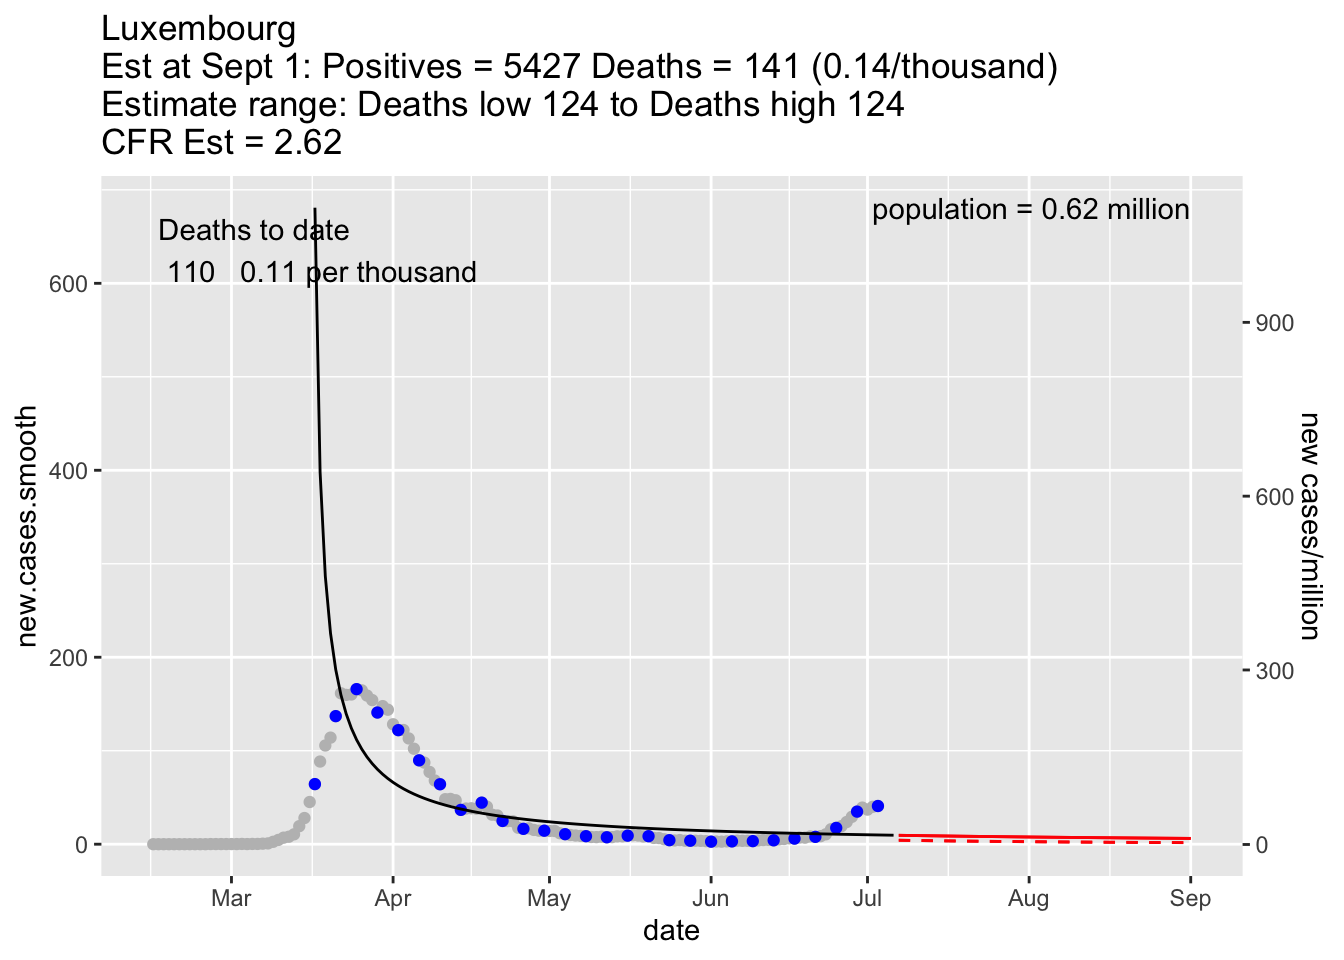 Luxembourg
Est at Sept 1: Positives = 5427 Deaths = 141 (0.14/thousand)
Estimate range: Deaths low 124 to Deaths high 124
CFR Est = 2.62
population = 0.62 million
Deaths to date
110 0.11 per thousand
600
400
200
0
new.cases.smooth
900
600
300
0
new cases/million
Mar Apr May Jun Jul Aug Sep
date